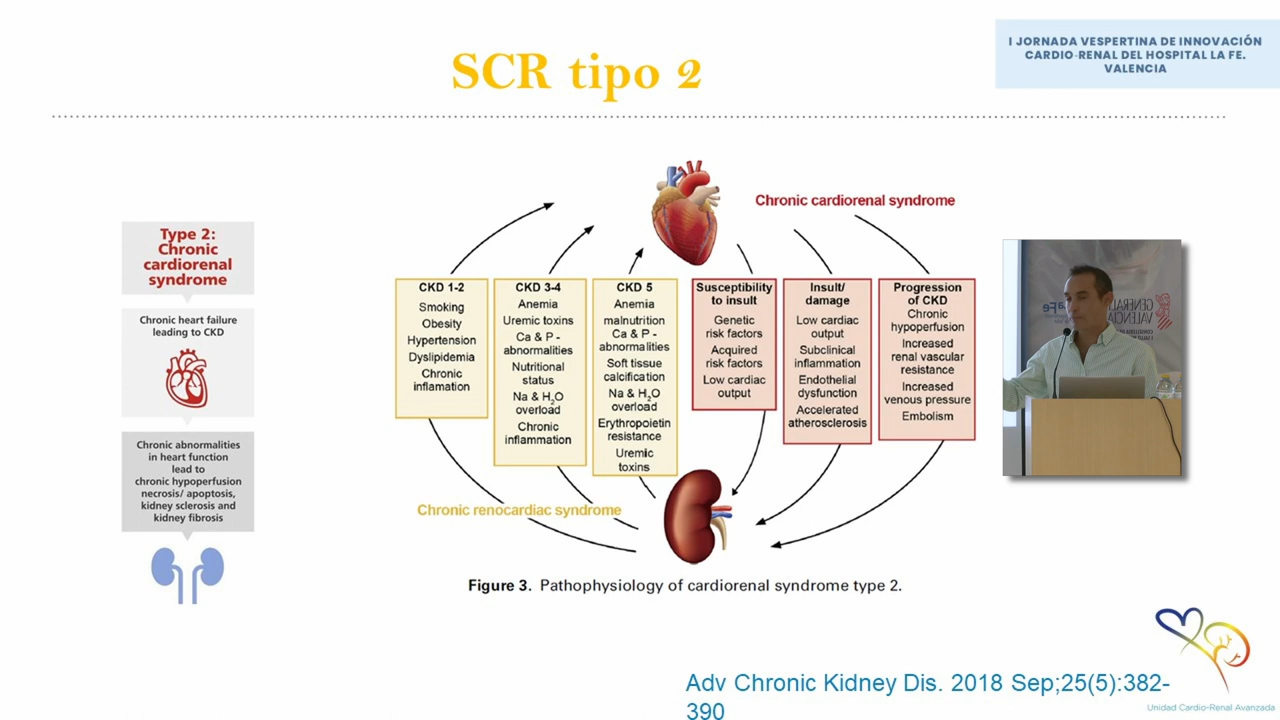 SCR tipo 2
I JORNADA VESPERTINA DE INNOVACIÓN
CARDIO-RENAL DEL HOSPITAL LA FE.
VALENCIA
Type 2:
Chronic
cardiorenal
syndrome
Chronic heart failure
leading to CKD
Chronic abnormalities
in heart function
lead to
chronic hypoperfusion
necrosis/ apoptosis,
kidney sclerosis and
kidney fibrosis
Chronic cardiorenal syndrome
CKD 1-2
Smoking
Obesity
Hypertension
Dyslipidemia
Chronic
inflamation
CKD 3-4
Anemia
Uremic toxins
Ca & P -
abnormalities
Nutritional
status
Na & H2O
overload
Chronic
inflammation
CKD 5
Anemia
malnutrition
Ca & P -
abnormalities
Soft tissue
calcification
Na & H2O
overload
Erythropoietin
resistance
Uremic
toxins
Susceptibility
to insult
Genetic
risk factors
Acquired
risk factors
Low cardiac
output
Insult/
damage
Low cardiac
output
Subclinical
inflammation
Endothelial
dysfunction
Accelerated
atherosclerosis
Progression
of CKD
Chronic
hypoperfusion
Increased
renal vascular
resistance
Increased
venous pressure
Embolism
Chronic renocardiac syndrome
Figure 3. Pathophysiology of cardiorenal syndrome type 2.
Adv Chronic Kidney Dis. 2018 Sep;25(5):382-
390
Unidad Cardio-Renal Avanzada